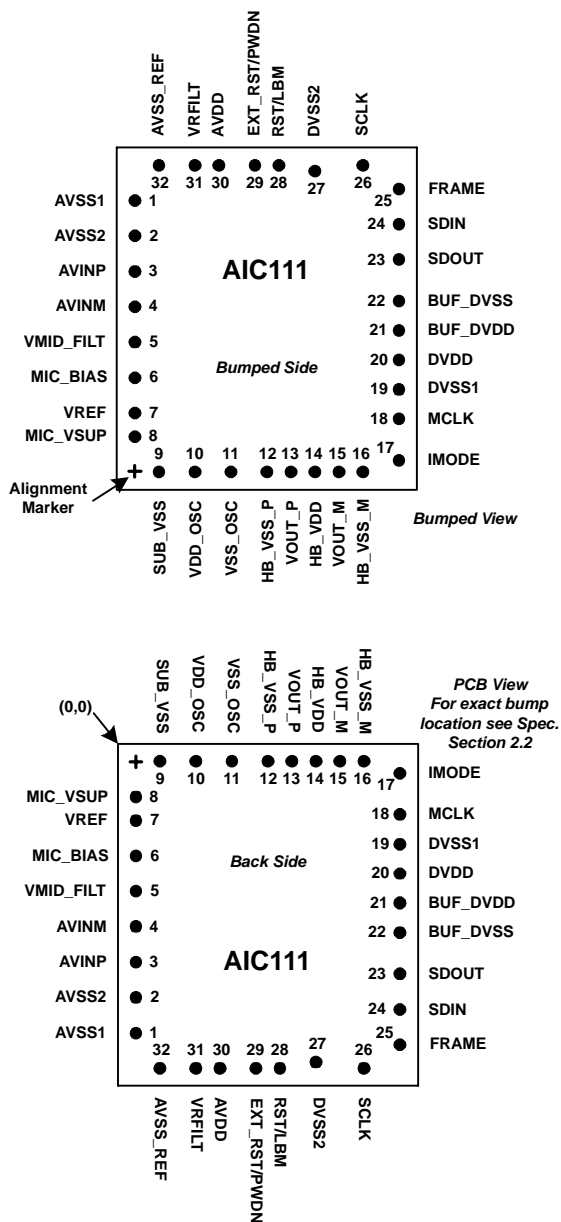 AVSS_REF
VRFILT
AVDD
EXT_RST/PWDN
RST/LBM
DVSS2
SCLK
32 31 30 29 28 27 26
AVSS1 1
AVSS2 2
AVINP 3
AVINM 4
VMID_FILT 5
MIC_BIAS 6
VREF 7
MIC_VSUP 8
AIC111
Bumped Side
25 FRAME
24 SDIN
23 SDOUT
22 BUF_DVSS
21 BUF_DVDD
20 DVDD
19 DVSS1
18 MCLK
17 IMODE
9 10 11 12 13 14 15 16
+
Alignment
Marker
SUB_VSS
VDD_OSC
VSS_OSC
HB_VSS_P
VOUT_P
HB_VDD
VOUT_M
HB_VSS_M
Bumped View
SUB_VSS
VDD_OSC
VSS_OSC
HB_VSS_P
VOUT_P
HB_VDD
VOUT_M
HB_VSS_M
PCB View
For exact bump
location see Spec.
Section 2.2
(0,0)
+
9 10 11 12 13 14 15 16
MIC_VSUP 8
VREF 7
MIC_BIAS 6
VMID_FILT 5
AVINM 4
AVINP 3
AVSS2 2
AVSS1 1
Back Side
AIC111
17 IMODE
18 MCLK
19 DVSS1
20 DVDD
21 BUF_DVDD
22 BUF_DVSS
23 SDOUT
24 SDIN
25 FRAME
32 31 30 29 28 27 26
AVSS_REF
VRFILT
AVDD
EXT_RST/PWDN
RST/LBM
DVSS2
SCLK